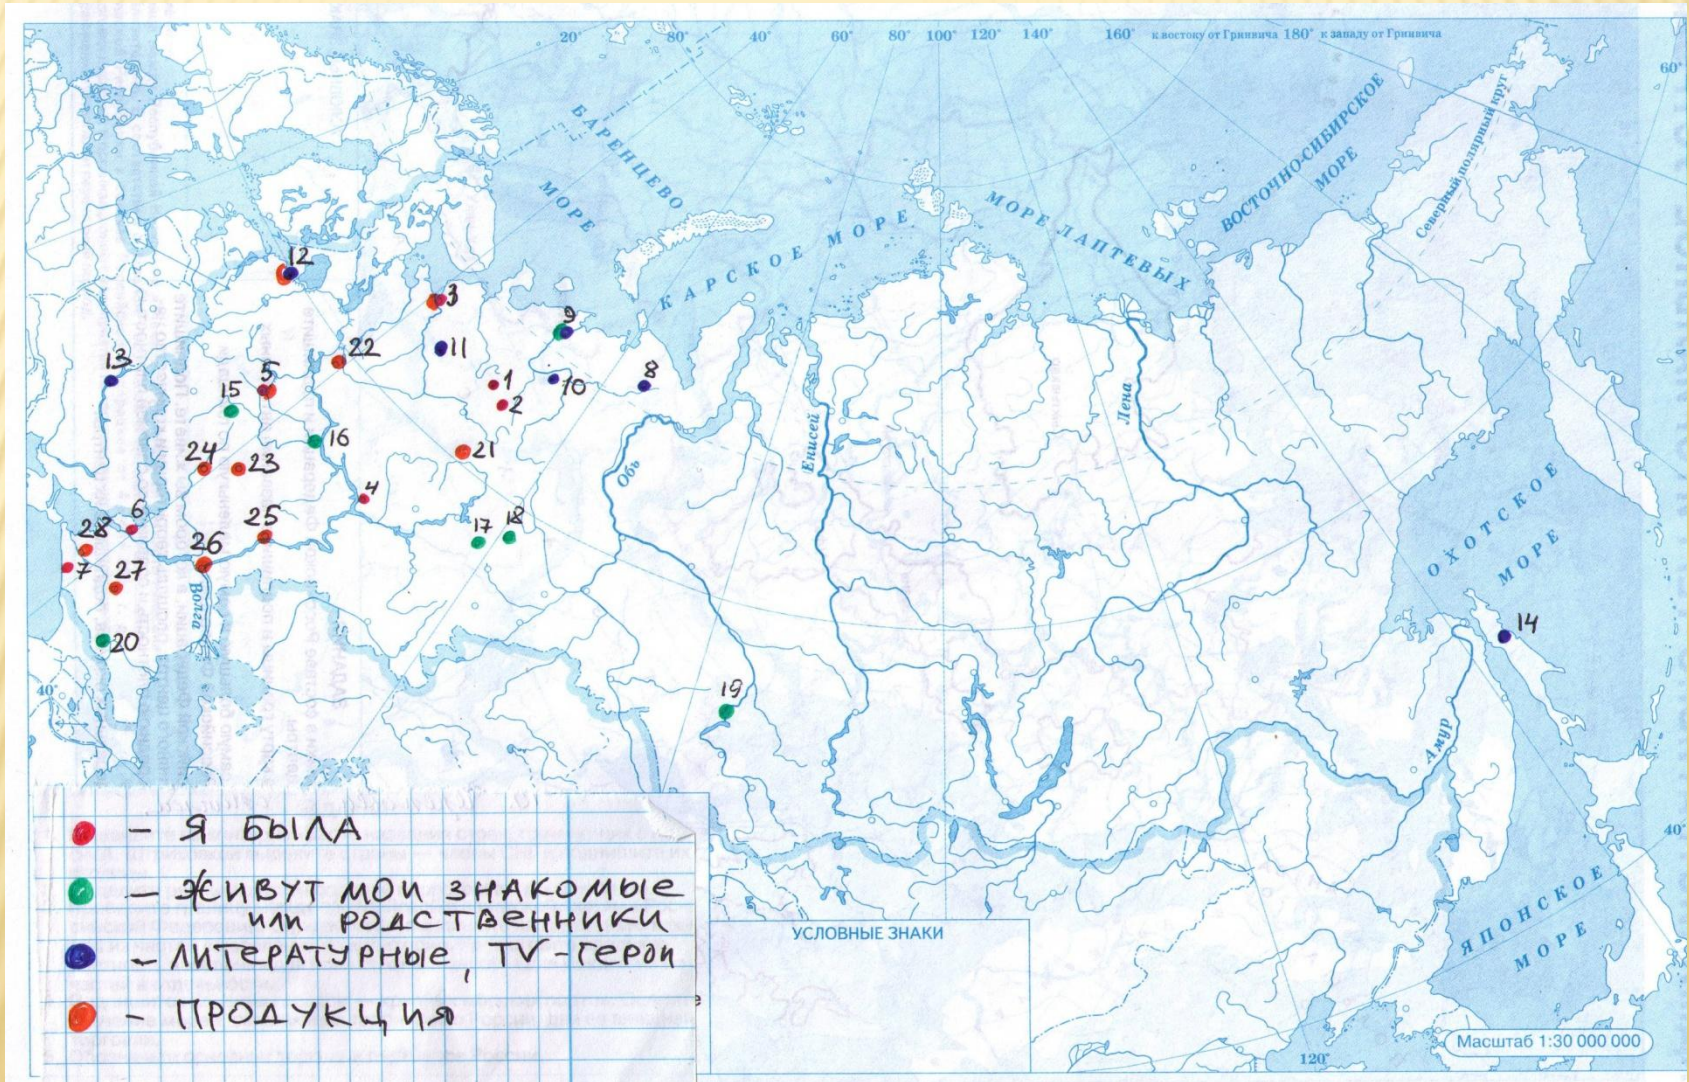 20° 80° 40° 60° 80° 100° 120° 140° 160° к востоку от Гринвича 180° к западу от Гринвича
60°
БАРЕНЦЕВО
МОРЕ
КАРСКОЕ МОРЕ
МОРЕ ЛАПТЕВЫХ
ВОСТОЧНО-СИБИРСКОЕ
МОРЕ
Северный полярный круг
12
3
9
11
13
22
5
1
10
8
2
15
16
24
23
21
4
6
28
25
17
18
26
7
27
20
19
14
Обь
Енисей
Лена
Волга
Амур
ОХОТСКОЕ
МОРЕ
40°
40°
ЯПОНСКОЕ
МОРЕ
120°
- Я БЫЛА
- ЖИВУТ МОИ ЗНАКОМЫЕ
ИЛИ РОДСТВЕННИКИ
- ЛИТЕРАТУРНЫЕ, TV-ГЕРОИ
- ПРОДУКЦИЯ
УСЛОВНЫЕ ЗНАКИ
Масштаб 1:30 000 000